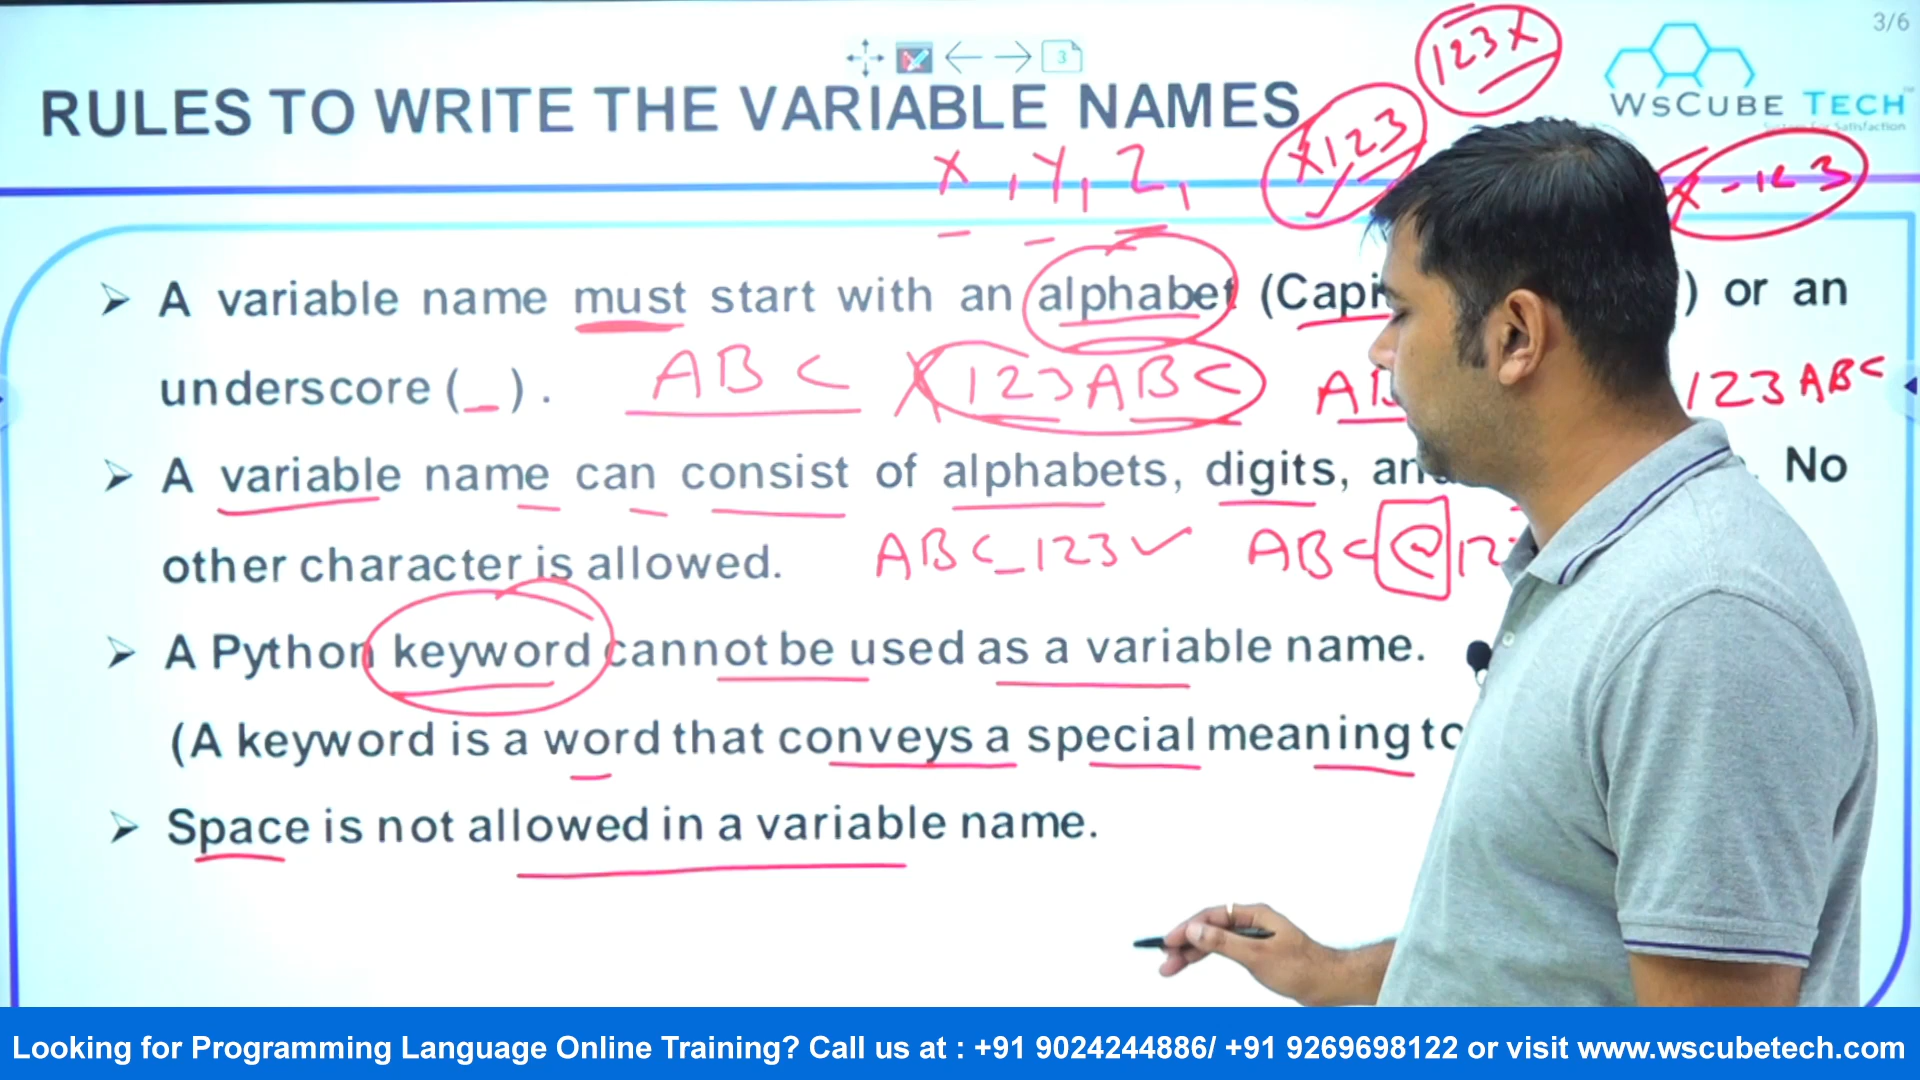 3/6
3
123X
RULES TO WRITE THE VARIABLE NAMES
WSCUBE TECH
X, Y, Z,
X123
A variable name must start with an alphabet ) or an
underscore ( _ ).
ABC X 123ABC 123ABC
A variable name can consist of alphabets, digits, No
other character is allowed.
ABC_123 ✓ ABC@
A Python keyword cannot be used as a variable name.
(A keyword is a word that conveys a special meaning to
Space is not allowed in a variable name.
Looking for Programming Language Online Training? Call us at : +91 9024244886/ +91 9269698122 or visit www.wscubetech.com